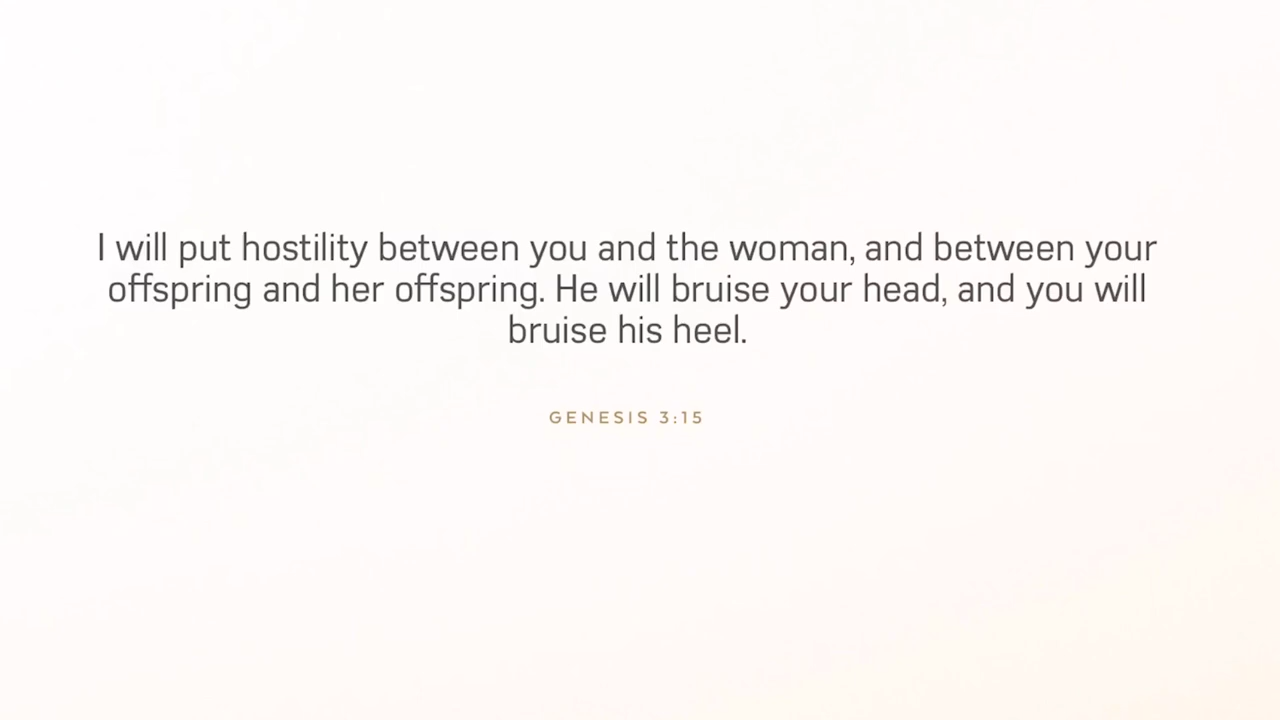 I will put hostility between you and the woman, and between your
offspring and her offspring. He will bruise your head, and you will
bruise his heel.
GENESIS 3:15